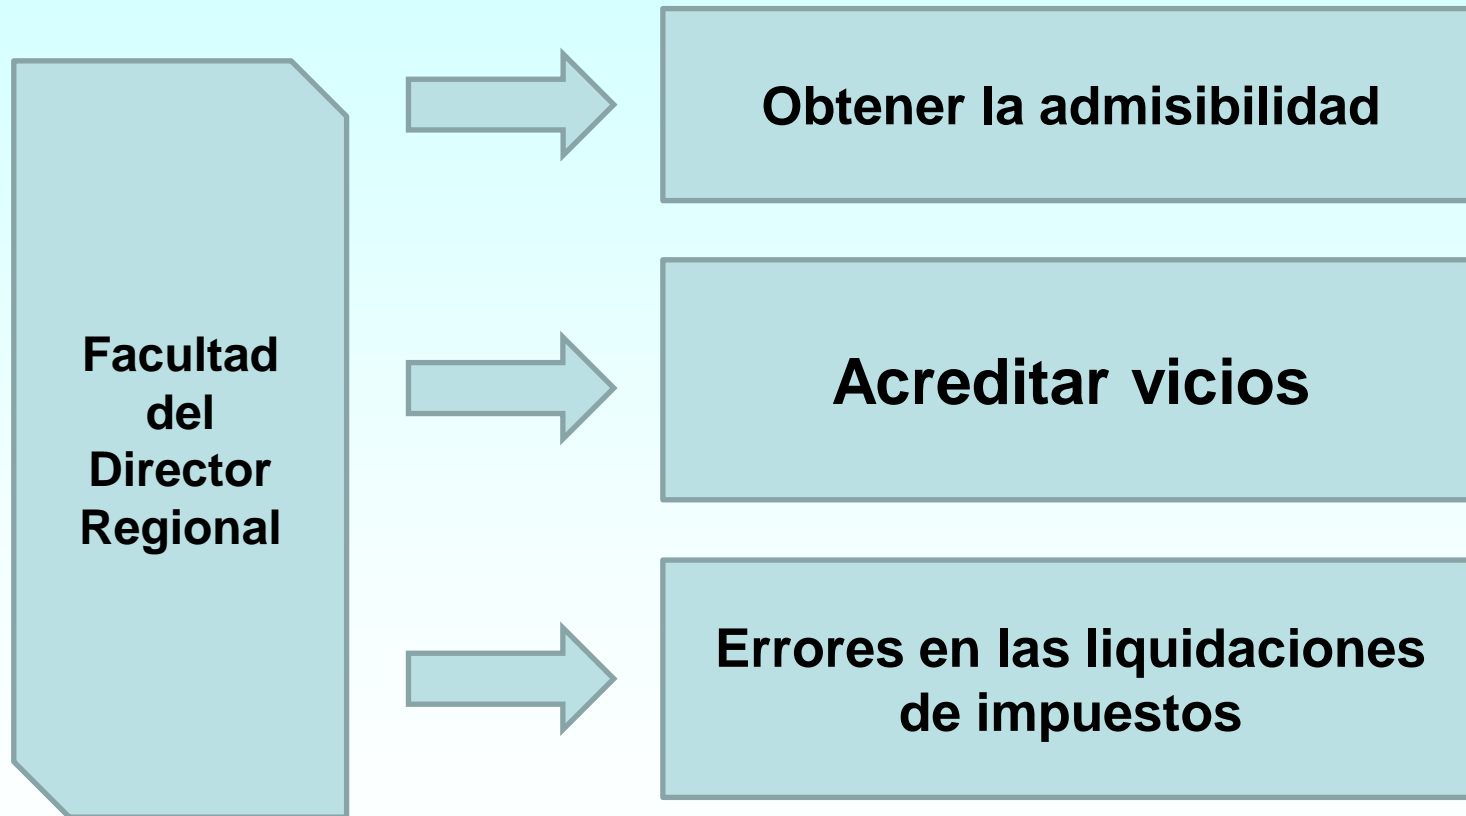 Facultad
del
Director
Regional
Obtener la admisibilidad
Acreditar vicios
Errores en las liquidaciones
de impuestos